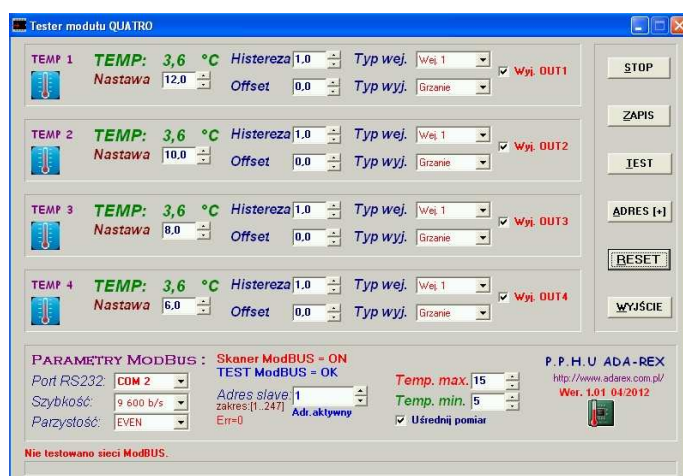 Tester modułu QUATRO
TEMP 1 TEMP: 3,6 °C Histereza 1,0 Typ wej. Wej. 1
Nastawa 12,0 Offset 0,0 Typ wyj. Grzanie Wyj. OUT1
TEMP 2 TEMP: 3,6 °C Histereza 1,0 Typ wej. Wej. 1
Nastawa 10,0 Offset 0,0 Typ wyj. Grzanie Wyj. OUT2
TEMP 3 TEMP: 3,6 °C Histereza 1,0 Typ wej. Wej. 1
Nastawa 8,0 Offset 0,0 Typ wyj. Grzanie Wyj. OUT3
TEMP 4 TEMP: 3,6 °C Histereza 1,0 Typ wej. Wej. 1
Nastawa 6,0 Offset 0,0 Typ wyj. Grzanie Wyj. OUT4
STOP
ZAPIS
TEST
ADRES [+]
RESET
WYJŚCIE
PARAMETRY MODBUS :
Port RS232: COM 2
Szybkość: 9 600 b/s
Parzystość: EVEN
Skaner ModBUS = ON
TEST ModBUS = OK
Adres slave: 1
zakres:[1..247] Adr.aktywny
Err=0
Temp. max. 15
Temp. min. 5
Uśrednij pomiar
P.P.H.U ADA-REX
http://www.adarex.com.pl/
Wer. 1.01 04/2012
Nie testowano sieci ModBUS.